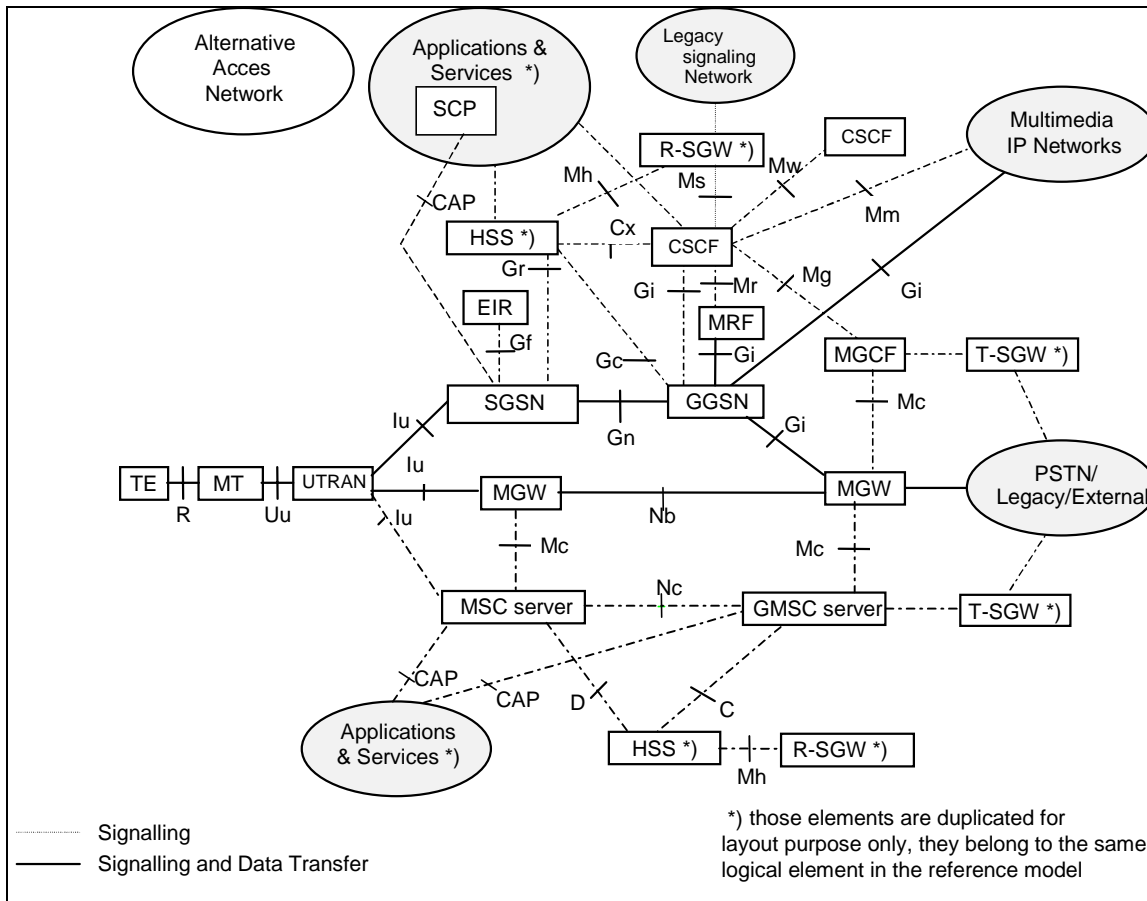 Alternative
Acces
Network
Applications &
Services *)
SCP
Legacy
signaling
Network
Multimedia
IP Networks
CSCF
R-SGW *)
Mh
Mw
Ms
CAP
Mm
HSS *)
Cx
CSCF
Gr
Gi
Mr
Mg
Gi
EIR
MRF
Gf
Gc
Gi
MGCF
T-SGW *)
SGSN
GGSN
Mc
Iu
Gn
Gi
Iu
TE
MT
UTRAN
MGW
MGW
PSTN/
Legacy/External
R
Uu
Iu
Nb
Mc
Mc
Nc
MSC server
GMSC server
T-SGW *)
CAP
CAP
D
C
Applications
& Services *)
HSS *)
R-SGW *)
Mh
Signalling
Signalling and Data Transfer
*) those elements are duplicated for
layout purpose only, they belong to the same
logical element in the reference model